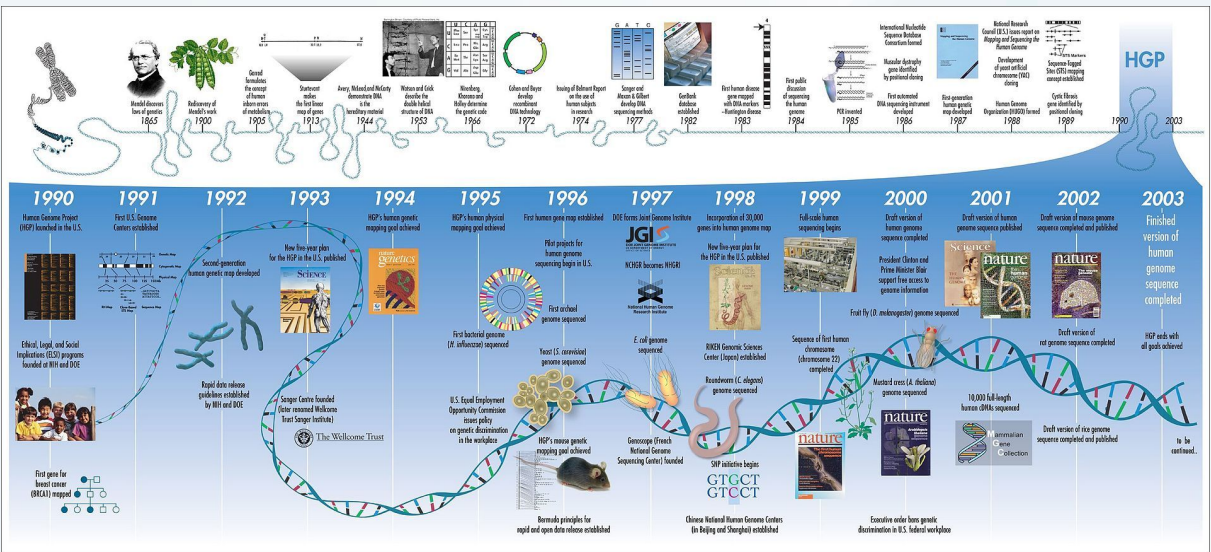 Mendel discovers
laws of genetics
1865
Rediscovery of
Mendel's work
1900
Garrod
formulates
the concept
of human
inborn errors
of metabolism
1905
Sturtevant
makes
the first linear
map of genes
1913
Avery, McLeod, and McCarty
demonstrate DNA
is the
hereditary material
1944
Watson and Crick
describe the
double helical
structure of DNA
1953
U C A G
Nirenberg,
Khorana and
Holley determine
the genetic code
1966
Cohen and Boyer
develop
recombinant
DNA technology
1972
Issuing of Belmont Report
on the use of
human subjects
in research
1974
G A T C
Sanger and
Maxam & Gilbert
develop DNA
sequencing methods
1977
GenBank
database
established
1982
4
First human disease
gene mapped
with DNA markers
–Huntington disease
1983
First public
discussion of
sequencing
the human
genome
1984
PCR invented
1985
International Nucleotide
Sequence Database
Consortium formed
Muscular dystrophy
gene identified
by positional cloning
First automated
DNA sequencing instrument
developed
1986
First-generation
human genetic
map developed
1987
National Research
Council (U.S.) issues report on
Mapping and Sequencing the
Human Genome
Development
of yeast artificial
chromosome (YAC)
cloning
Human Genome
Organization (HUGO) formed
1988
STS Markers
Sequence-Tagged
Sites (STS) mapping
concept established
Cystic fibrosis
gene identified by
positional cloning
1989
HGP
1990
2003
1990
Human Genome Project
(HGP) launched in the U.S.
Ethical, Legal, and Social
Implications (ELSI) programs
founded at NIH and DOE
First gene for
breast cancer
(BRCA1) mapped
1991
First U.S. Genome
Centers established
1992
Second-generation
human genetic map developed
Rapid data release
guidelines established
by NIH and DOE
1993
New five-year plan
for the HGP in the U.S. published
SCIENCE
Sanger Centre founded
(later renamed Wellcome
Trust Sanger Institute)
The Wellcome Trust
1994
HGP's human genetic
mapping goal achieved
nature
genetics
1995
HGP's human physical
mapping goal achieved
First bacterial genome
(H. influenzae) sequenced
U.S. Equal Employment
Opportunity Commission
issues policy
on genetic discrimination
in the workplace
1996
First human gene map established
Pilot projects for
human genome
sequencing begin in U.S.
First archaeal
genome sequenced
Yeast (S. cerevisiae)
genome sequenced
HGP's mouse genetic
mapping goal achieved
Bermuda principles for
rapid and open data release established
1997
DOE forms Joint Genome Institute
JGI
NCHGR becomes NHGRI
National Human Genome
Research Institute
E. coli genome
sequenced
Genoscope (French
National Genome
Sequencing Center) founded
1998
Incorporation of 30,000
genes into human genome map
New five-year plan
for the HGP in the U.S. published
RIKEN Genomic Sciences
Center (Japan) established
Roundworm (C. elegans)
genome sequenced
SNP initiative begins
GTGCT
GTCCT
Chinese National Human Genome Centers
(in Beijing and Shanghai) established
1999
Full-scale human
sequencing begins
Sequence of first human
chromosome
(chromosome 22)
completed
nature
2000
Draft version of
human genome
sequence completed
President Clinton and
Prime Minister Blair
support free access to
genome information
Fruit fly (D. melanogaster) genome sequenced
Mustard cress (A. thaliana)
genome sequenced
nature
Executive order bans genetic
discrimination in U.S. federal workplace
2001
Draft version of human
genome sequence published
Science
nature
10,000 full-length
human cDNAs sequenced
Mammalian
Gene
Collection
2002
Draft version of mouse genome
sequence completed and published
nature
Draft version of
rat genome sequence completed
Draft version of rice genome
sequence completed and published
2003
Finished
version of
human
genome
sequence
completed
HGP ends with
all goals achieved
to be
continued..